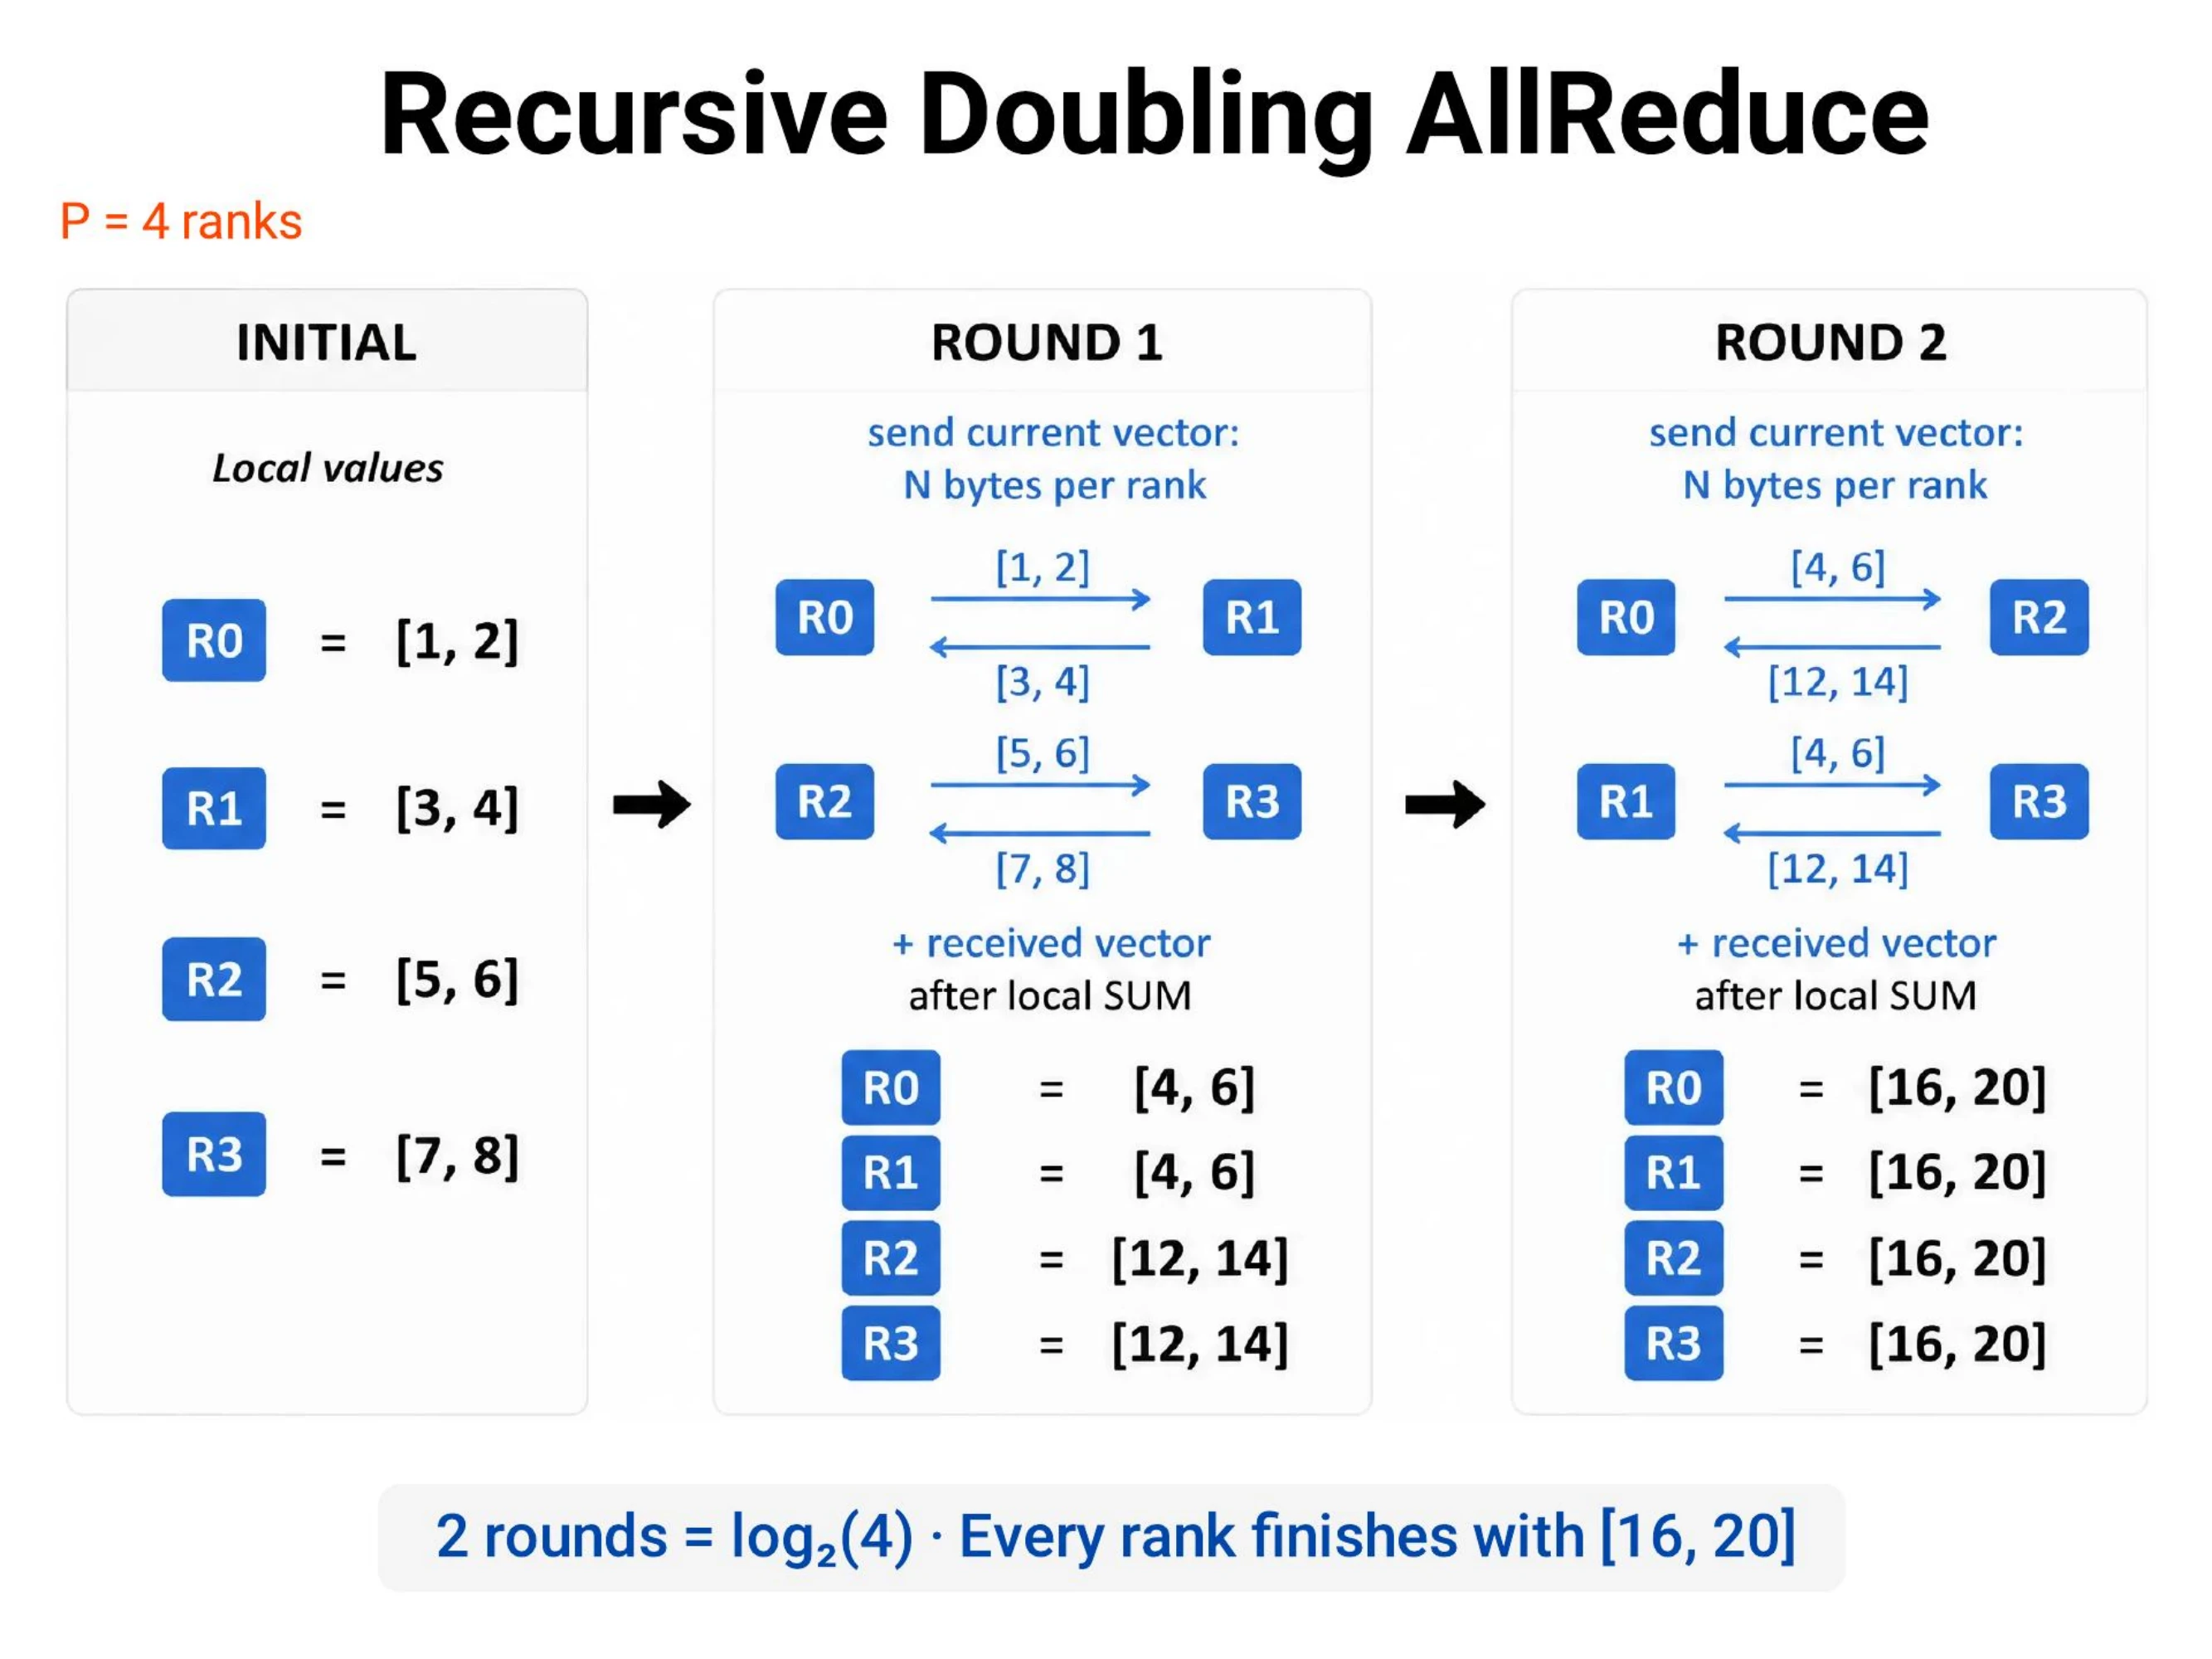 Recursive Doubling AllReduce
P = 4 ranks
INITIAL
Local values
R0 = [1, 2]
R1 = [3, 4]
R2 = [5, 6]
R3 = [7, 8]
ROUND 1
send current vector:
N bytes per rank
[1, 2]
R0 R1
[3, 4]
[5, 6]
R2 R3
[7, 8]
+ received vector
after local SUM
R0 = [4, 6]
R1 = [4, 6]
R2 = [12, 14]
R3 = [12, 14]
ROUND 2
send current vector:
N bytes per rank
[4, 6]
R0 R2
[12, 14]
[4, 6]
R1 R3
[12, 14]
+ received vector
after local SUM
R0 = [16, 20]
R1 = [16, 20]
R2 = [16, 20]
R3 = [16, 20]
2 rounds = log₂(4) · Every rank finishes with [16, 20]